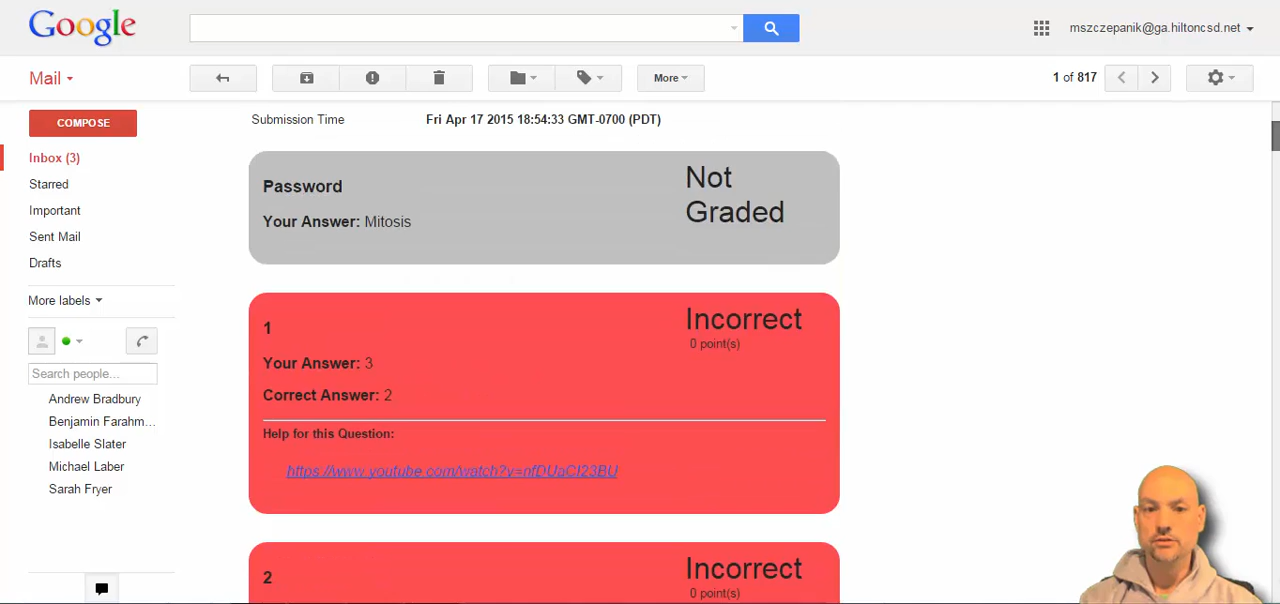 Google
mszczepanik@ga.hiltoncsd.net
Mail
More
1 of 817
COMPOSE
Inbox (3)
Starred
Important
Sent Mail
Drafts
More labels
Search people...
Andrew Bradbury
Benjamin Farahm...
Isabelle Slater
Michael Laber
Sarah Fryer
Submission Time Fri Apr 17 2015 18:54:33 GMT-0700 (PDT)
Password
Your Answer: Mitosis
Not
Graded
1
Incorrect
0 point(s)
Your Answer: 3
Correct Answer: 2
Help for this Question:
https://www.youtube.com/watch?v=nfDUaCI23BU
2
Incorrect
0 point(s)